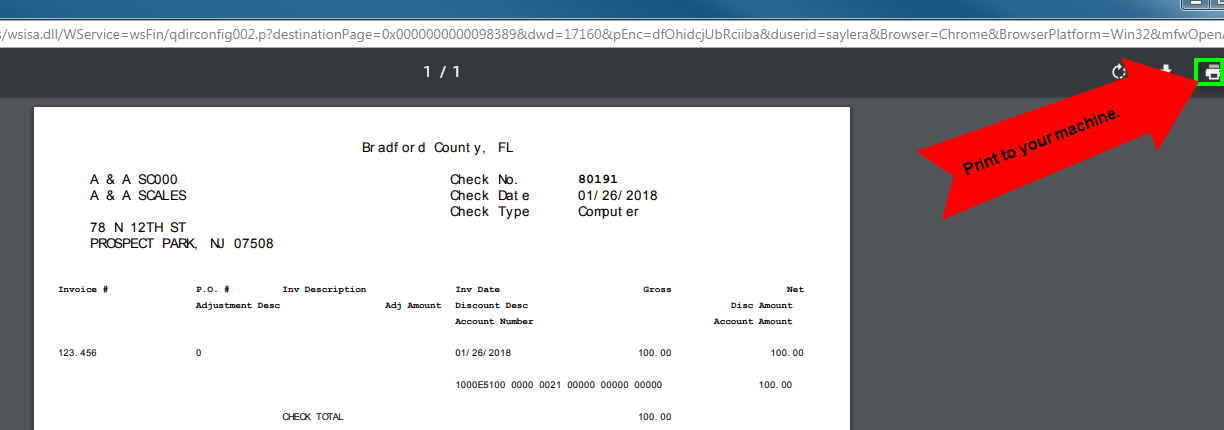 s/wsisa.dll/WService=wsFin/qdirconfig002.p?destinationPage=0x0000000000098389&dwd=17160&pEnc=dfOhidcjUbRciiba&duserid=saylera&Browser=Chrome&BrowserPlatform=Win32&mfwOpenA
1 / 1
Print to your machine.
Bradford County, FL
A & A SC000 Check No. 80191
A & A SCALES Check Date 01/26/2018
Check Type Computer
78 N 12TH ST
PROSPECT PARK, NJ 07508
Invoice # P.O. # Inv Description Inv Date Gross Net
Adjustment Desc Adj Amount Discount Desc Disc Amount
Account Number Account Amount
123.456 0 01/26/2018 100.00 100.00
1000E5100 0000 0021 00000 00000 00000 100.00
CHECK TOTAL 100.00